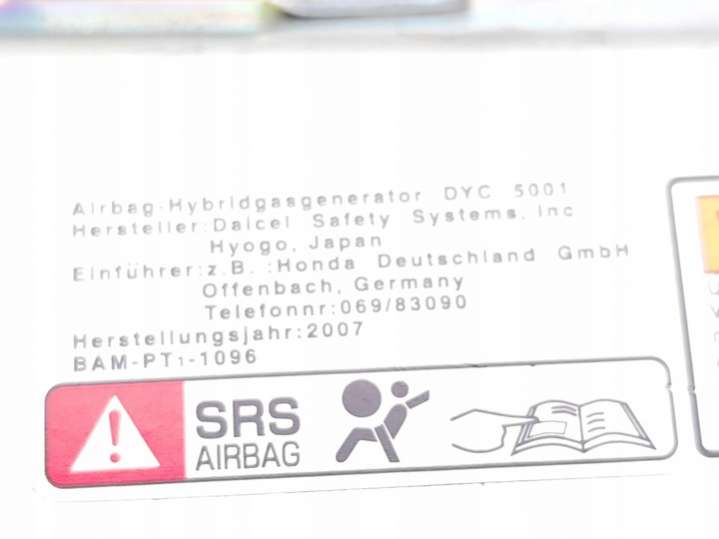 Airbag-Hybridgasgenerator DYC 5001
Hersteller:Daicel Safety Systems, Inc
Hyogo, Japan
Einführer:z.B. :Honda Deutschland GmbH
Offenbach, Germany
Telefonnr:069/83090
Herstellungsjahr:2007
BAM-PT1-1096
SRS
AIRBAG